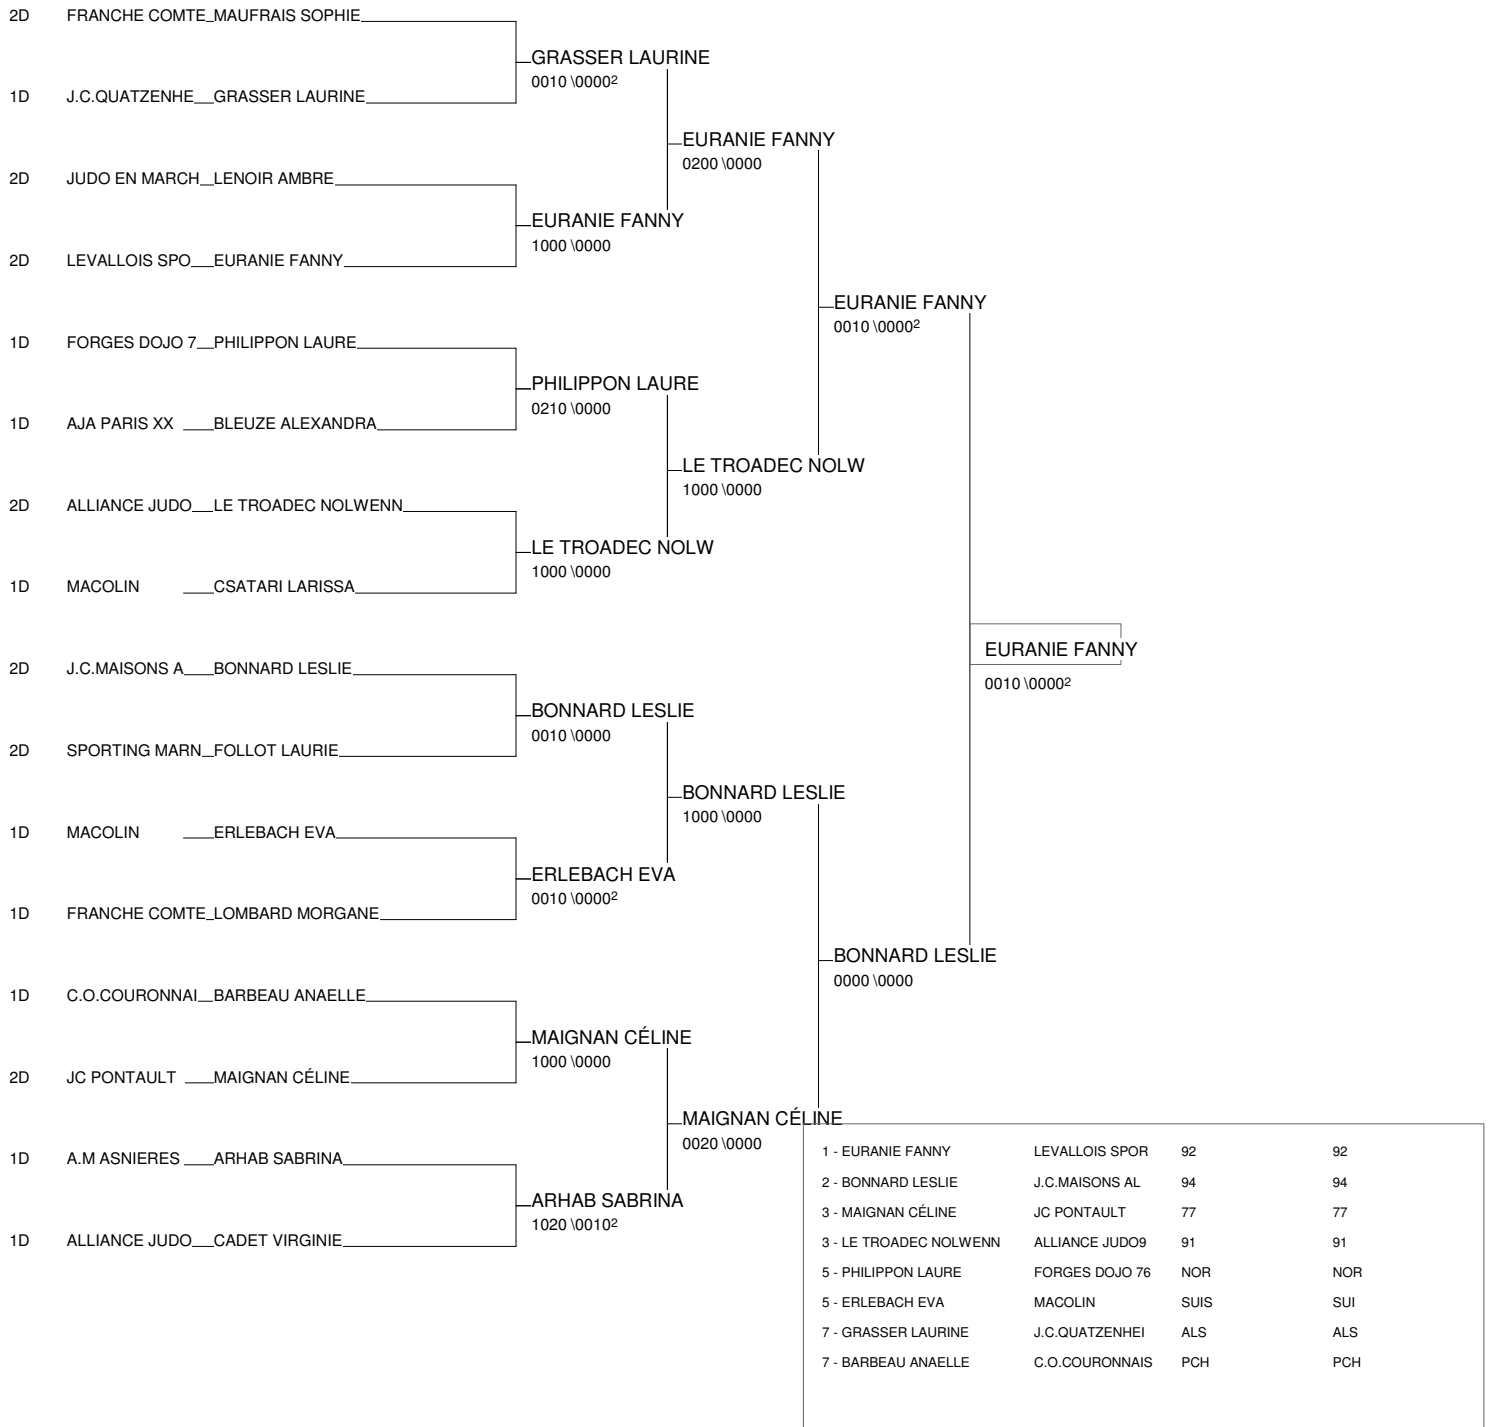 2D FRANCHE COMTE_MAUFRAIS SOPHIE
GRASSER LAURINE
0010 \0000²
1D J.C.QUATZENHE__GRASSER LAURINE
EURANIE FANNY
0200 \0000
2D JUDO EN MARCH_LENOIR AMBRE
EURANIE FANNY
1000 \0000
2D LEVALLOIS SPO__EURANIE FANNY
EURANIE FANNY
0010 \0000²
1D FORGES DOJO 7__PHILIPPON LAURE
PHILIPPON LAURE
0210 \0000
1D AJA PARIS XX ___BLEUZE ALEXANDRA
LE TROADEC NOLW
1000 \0000
2D ALLIANCE JUDO__LE TROADEC NOLWENN
LE TROADEC NOLW
1000 \0000
1D MACOLIN ___CSATARI LARISSA
EURANIE FANNY
0010 \0000²
2D J.C.MAISONS A___BONNARD LESLIE
BONNARD LESLIE
0010 \0000
2D SPORTING MARN_FOLLOT LAURIE
BONNARD LESLIE
1000 \0000
1D MACOLIN ___ERLEBACH EVA
ERLEBACH EVA
0010 \0000²
1D FRANCHE COMTE_LOMBARD MORGANE
BONNARD LESLIE
0000 \0000
1D C.O.COURONNAI__BARBEAU ANAELLE
MAIGNAN CÉLINE
1000 \0000
2D JC PONTAULT ___MAIGNAN CÉLINE
MAIGNAN CÉLINE
0020 \0000
1D A.M ASNIERES ___ARHAB SABRINA
ARHAB SABRINA
1020 \0010²
1D ALLIANCE JUDO__CADET VIRGINIE
1 - EURANIE FANNY LEVALLOIS SPOR 92 92
2 - BONNARD LESLIE J.C.MAISONS AL 94 94
3 - MAIGNAN CÉLINE JC PONTAULT 77 77
3 - LE TROADEC NOLWENN ALLIANCE JUDO9 91 91
5 - PHILIPPON LAURE FORGES DOJO 76 NOR NOR
5 - ERLEBACH EVA MACOLIN SUIS SUI
7 - GRASSER LAURINE J.C.QUATZENHEI ALS ALS
7 - BARBEAU ANAELLE C.O.COURONNAIS PCH PCH